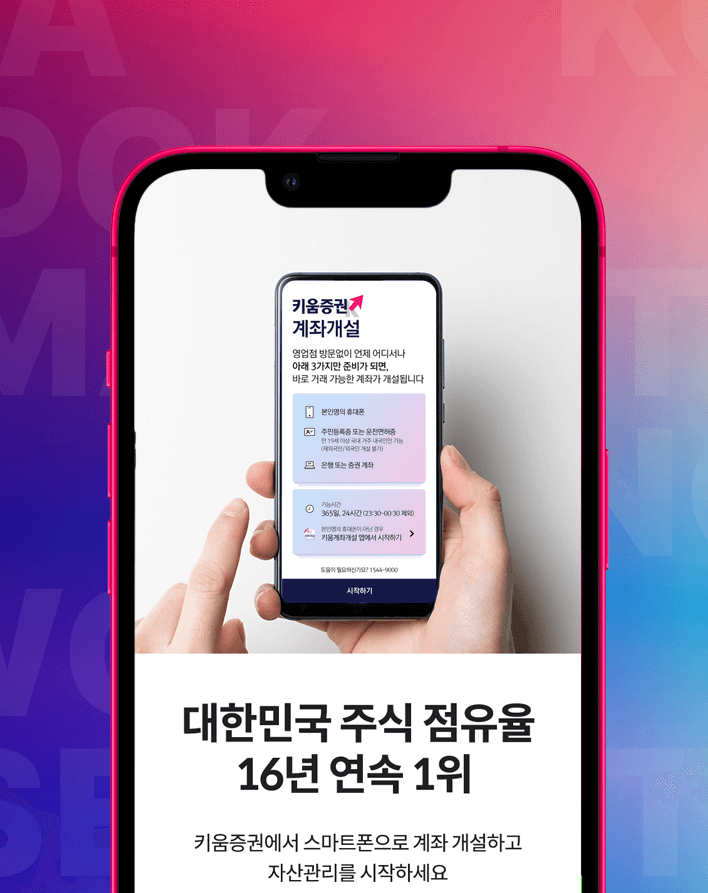 키움증권
계좌개설
영업점 방문없이 언제 어디서나
아래 3가지만 준비가 되면,
바로 거래 가능한 계좌가 개설됩니다
본인명의 휴대폰
주민등록증 또는 운전면허증
만 19세 이상 국내 거주 내국인만 가능
(재외국민/외국인 개설 불가)
은행 또는 증권 계좌
가능시간
365일, 24시간 (23:30~00:30 제외)
본인명의 휴대폰이 아닌 경우
키움계좌개설 앱에서 시작하기
도움이 필요하신가요? 1544-9000
시작하기
대한민국 주식 점유율
16년 연속 1위
키움증권에서 스마트폰으로 계좌 개설하고
자산관리를 시작하세요